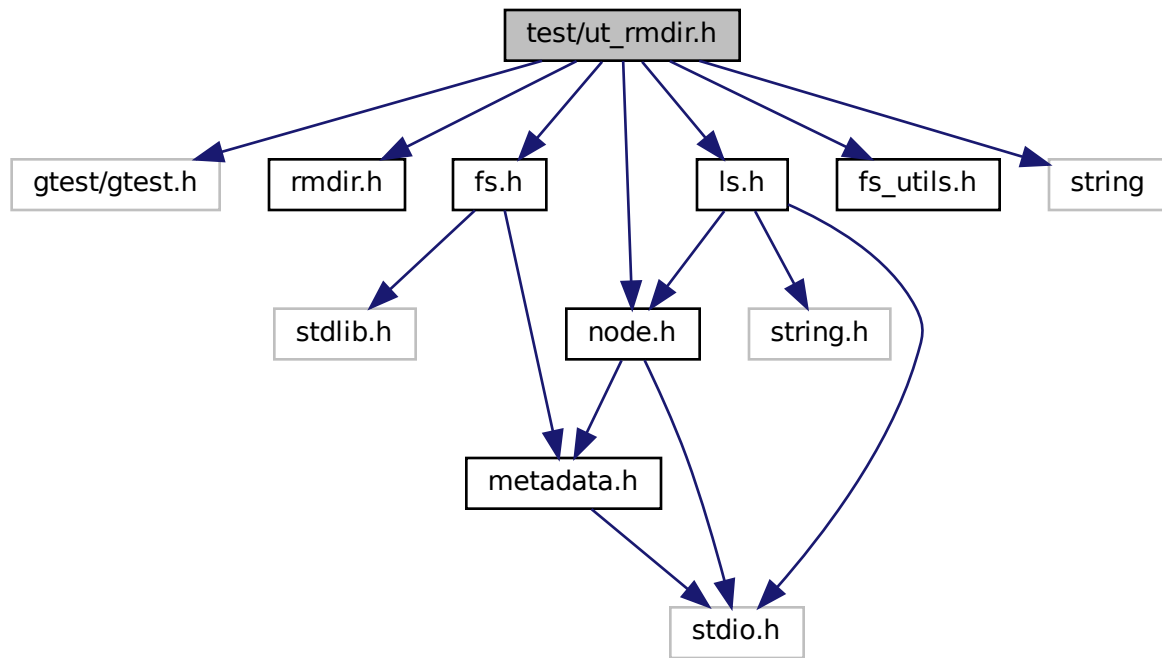 test/ut_rmdir.h
gtest/gtest.h
rmdir.h
fs.h
ls.h
fs_utils.h
string
stdlib.h
node.h
string.h
metadata.h
stdio.h